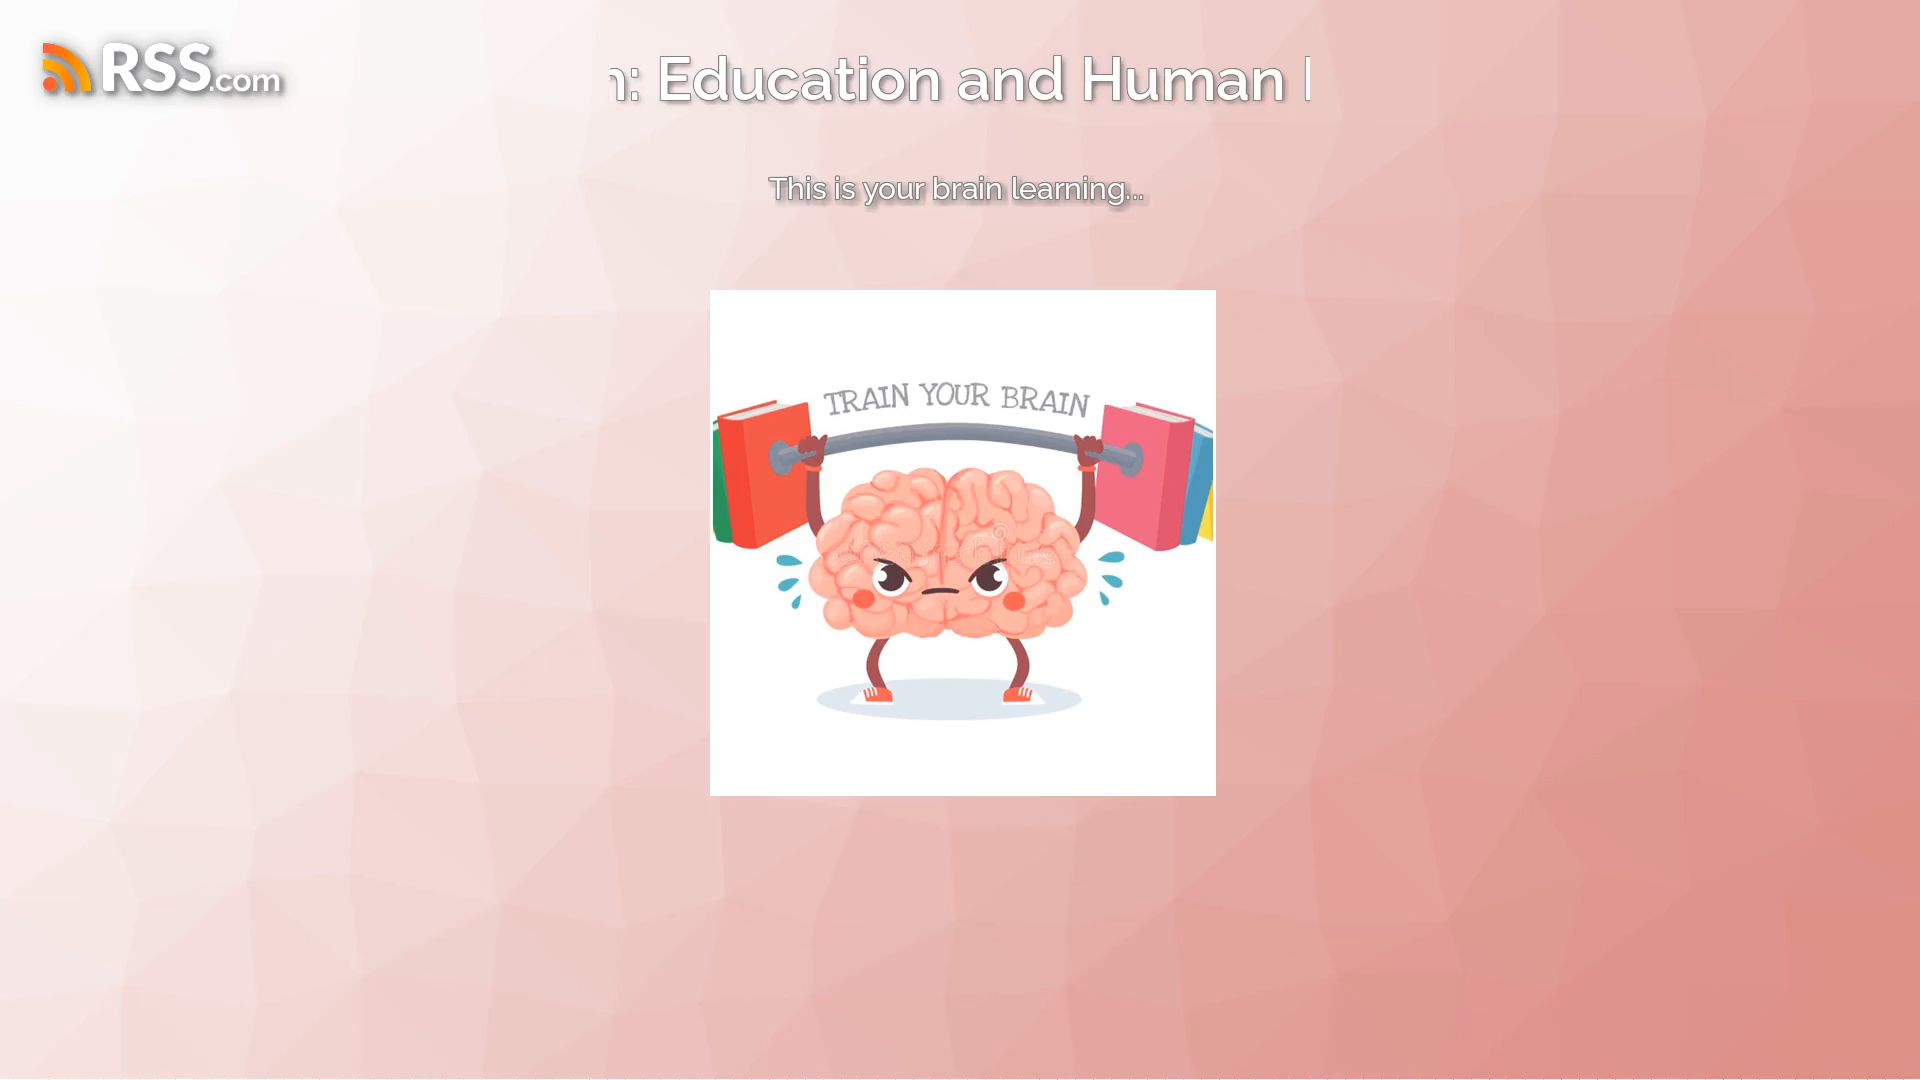 RSS.com
: Education and Human
This is your brain learning...
TRAIN YOUR BRAIN